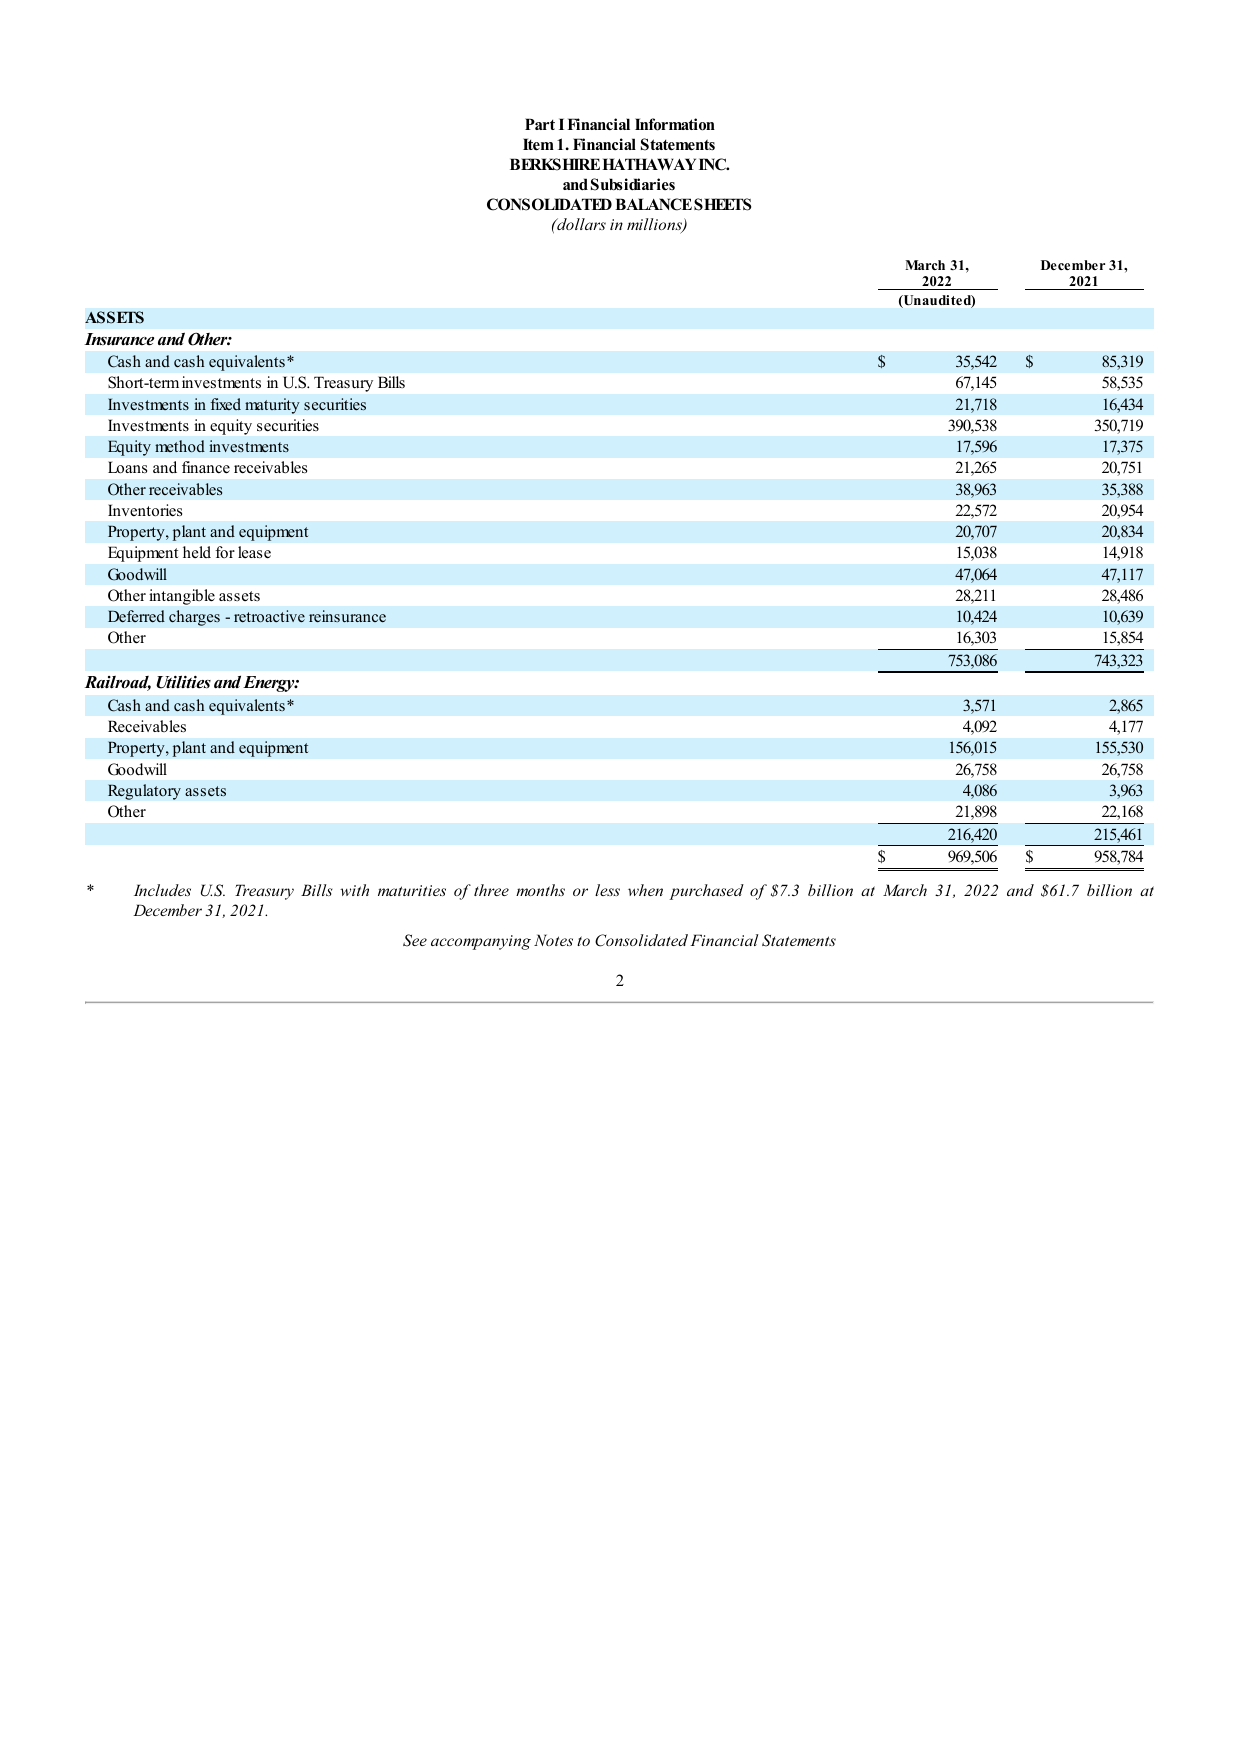 Part I Financial Information
Item 1. Financial Statements
BERKSHIRE HATHAWAY INC.
and Subsidiaries
CONSOLIDATED BALANCE SHEETS
(dollars in millions)
March 31, December 31,
2022 2021
(Unaudited)
ASSETS
Insurance and Other:
Cash and cash equivalents* $ 35,542 $ 85,319
Short-term investments in U.S. Treasury Bills 67,145 58,535
Investments in fixed maturity securities 21,718 16,434
Investments in equity securities 390,538 350,719
Equity method investments 17,596 17,375
Loans and finance receivables 21,265 20,751
Other receivables 38,963 35,388
Inventories 22,572 20,954
Property, plant and equipment 20,707 20,834
Equipment held for lease 15,038 14,918
Goodwill 47,064 47,117
Other intangible assets 28,211 28,486
Deferred charges - retroactive reinsurance 10,424 10,639
Other 16,303 15,854
753,086 743,323
Railroad, Utilities and Energy:
Cash and cash equivalents* 3,571 2,865
Receivables 4,092 4,177
Property, plant and equipment 156,015 155,530
Goodwill 26,758 26,758
Regulatory assets 4,086 3,963
Other 21,898 22,168
216,420 215,461
$ 969,506 $ 958,784
* Includes U.S. Treasury Bills with maturities of three months or less when purchased of $7.3 billion at March 31, 2022 and $61.7 billion at
December 31, 2021.
See accompanying Notes to Consolidated Financial Statements
2